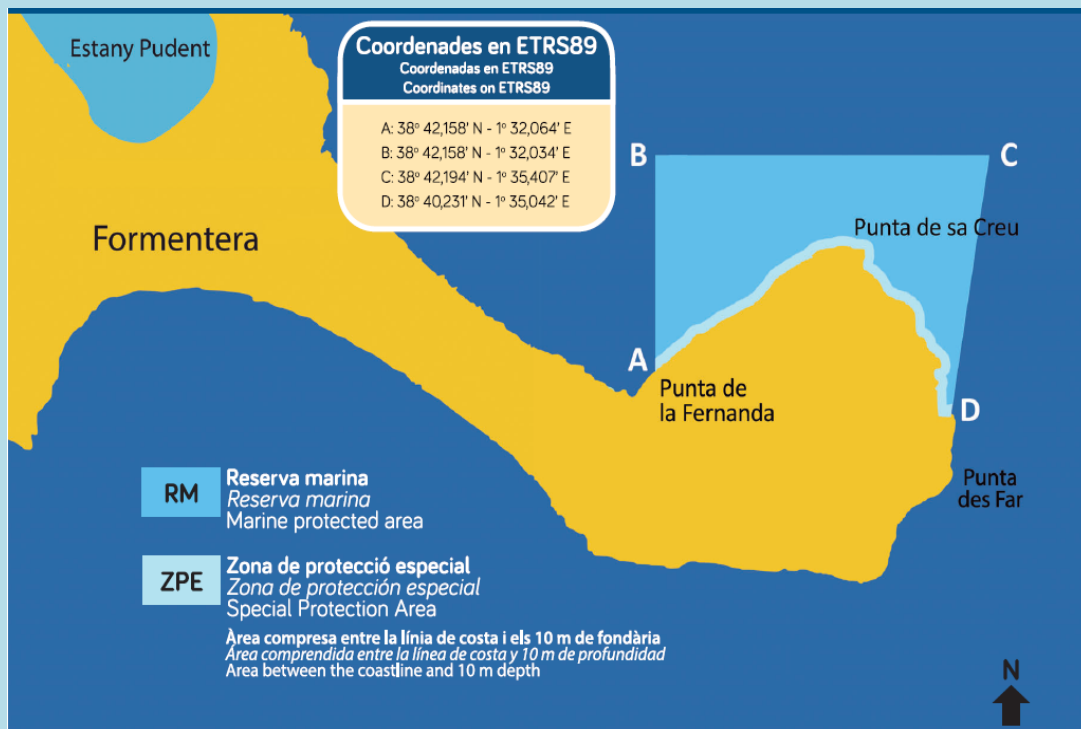 Estany Pudent
Coordenades en ETRS89
Coordenadas en ETRS89
Coordinates on ETRS89
A: 38º 42,158' N - 1º 32,064' E
B: 38º 42,158' N - 1º 32,034' E
C: 38º 42,194' N - 1º 35,407' E
D: 38º 40,231' N - 1º 35,042' E
B
C
Formentera
Punta de sa Creu
A
Punta de
la Fernanda
D
Punta
des Far
RM
Reserva marina
Reserva marina
Marine protected area
ZPE
Zona de protecció especial
Zona de protección especial
Special Protection Area
Àrea compresa entre la línia de costa i els 10 m de fondària
Área comprendida entre la línea de costa y 10 m de profundidad
Area between the coastline and 10 m depth
N